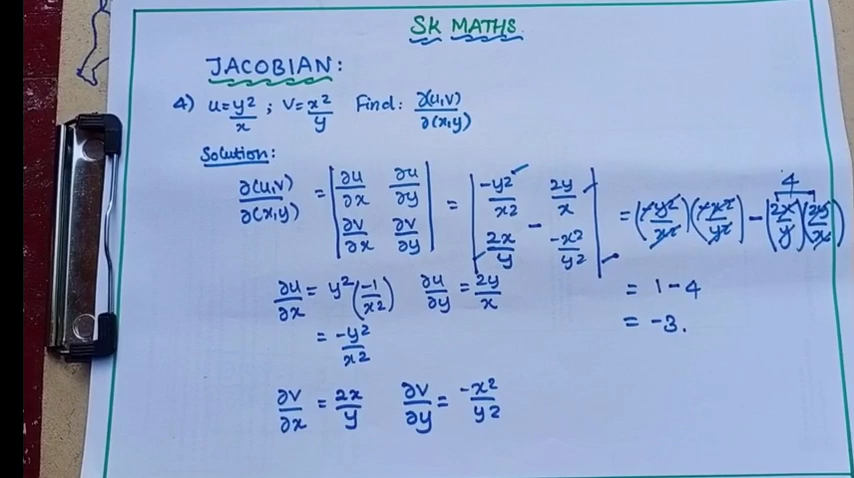 SK MATHS
JACOBIAN:
4) u=y²/x ; v=x²/y Find: ∂(u,v)/∂(x,y)
Solution:
∂(u,v)/∂(x,y) = |∂u/∂x ∂u/∂y; ∂v/∂x ∂v/∂y| = |-y²/x² 2y/x; - ; 2x/y -x²/y²| = (-y²/x²)(-x²/y²) - (2x/y)(2y/x) 4
∂u/∂x = y²(-1/x²) ∂u/∂y = 2y/x = 1-4
= -y²/x² = -3.
∂v/∂x = 2x/y ∂v/∂y = -x²/y²